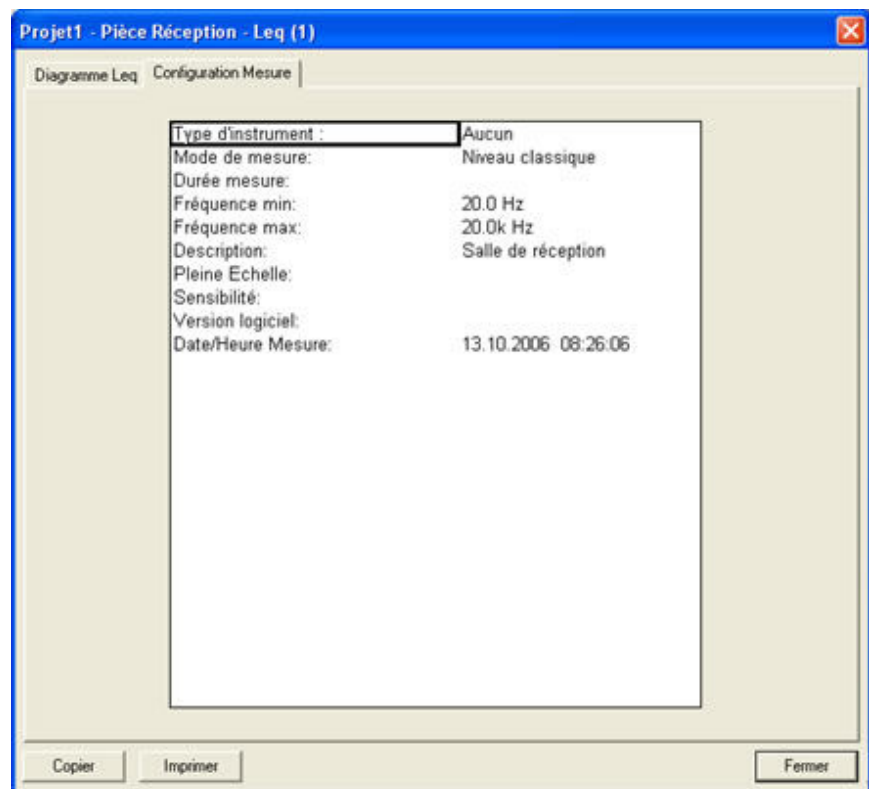 Projet1 - Pièce Réception - Leq (1)
Diagramme Leq Configuration Mesure
Type d'instrument : Aucun
Mode de mesure: Niveau classique
Durée mesure:
Fréquence min: 20.0 Hz
Fréquence max: 20.0k Hz
Description: Salle de réception
Pleine Echelle:
Sensibilité:
Version logiciel:
Date/Heure Mesure: 13.10.2006 08:26:06
Copier Imprimer Fermer